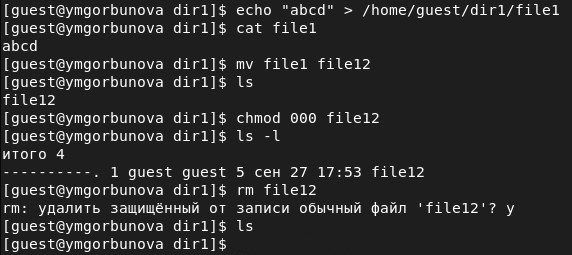 [guest@ymgorbunova dir1]$ echo "abcd" > /home/guest/dir1/file1
[guest@ymgorbunova dir1]$ cat file1
abcd
[guest@ymgorbunova dir1]$ mv file1 file12
[guest@ymgorbunova dir1]$ ls
file12
[guest@ymgorbunova dir1]$ chmod 000 file12
[guest@ymgorbunova dir1]$ ls -l
итого 4
----------. 1 guest guest 5 сен 27 17:53 file12
[guest@ymgorbunova dir1]$ rm file12
rm: удалить защищённый от записи обычный файл 'file12'? y
[guest@ymgorbunova dir1]$ ls
[guest@ymgorbunova dir1]$